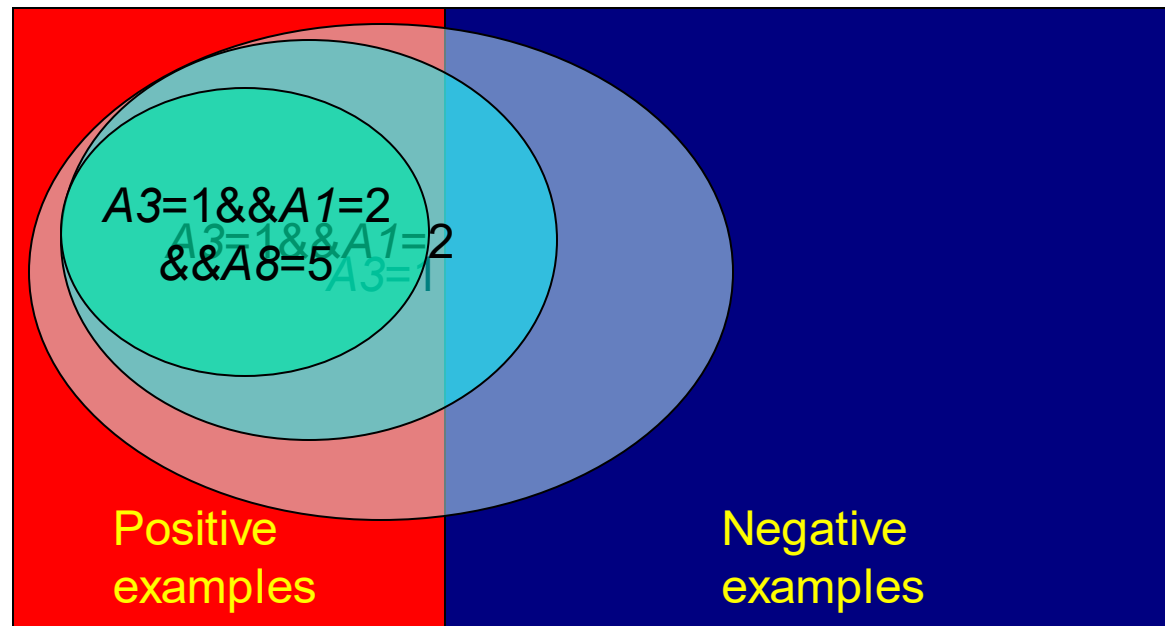 A3=1&&A1=2
&&A8=5
A3=1&&A1=2
A3=1
Positive
examples
Negative
examples